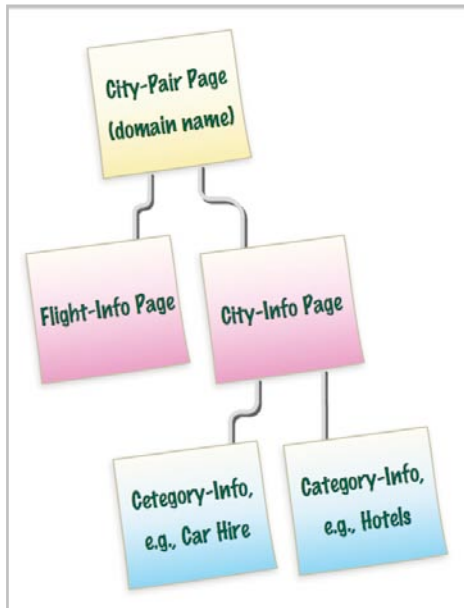 City-Pair Page
(domain name)
Flight-Info Page
City-Info Page
Cetegory-Info,
e.g., Car Hire
Category-Info,
e.g., Hotels